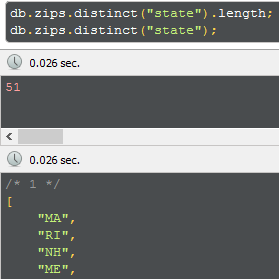 db.zips.distinct("state").length;
db.zips.distinct("state");
0.026 sec.
51
0.026 sec.
/* 1 */
[
"MA",
"RI",
"NH",
"ME",